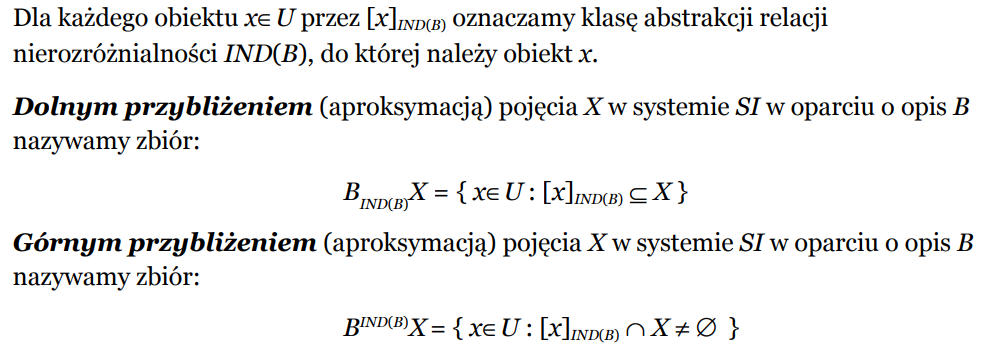 Dla każdego obiektu x∈ U przez [x]IND(B) oznaczamy klasę abstrakcji relacji
nierozróżnialności IND(B), do której należy obiekt x.
Dolnym przybliżeniem (aproksymacją) pojęcia X w systemie SI w oparciu o opis B
nazywamy zbiór:
BIND(B)X = { x∈ U : [x]IND(B) ⊆ X }
Górnym przybliżeniem (aproksymacją) pojęcia X w systemie SI w oparciu o opis B
nazywamy zbiór:
BIND(B)X = { x∈ U : [x]IND(B) ∩ X ≠ ∅ }